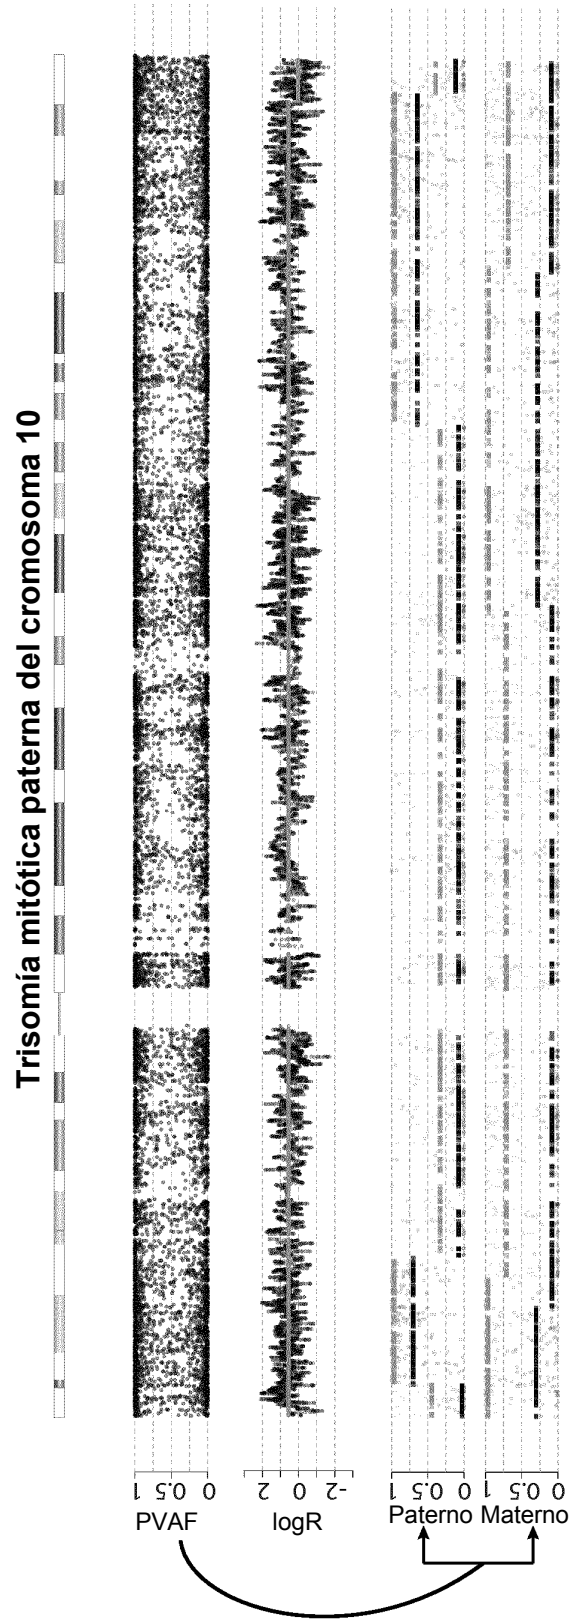 Trisomía mitótica paterna del cromosoma 10
1 0.5 0
PVAF
2 0 -2
logR
1 0.5 0
Paterno
1 0.5 0
Materno